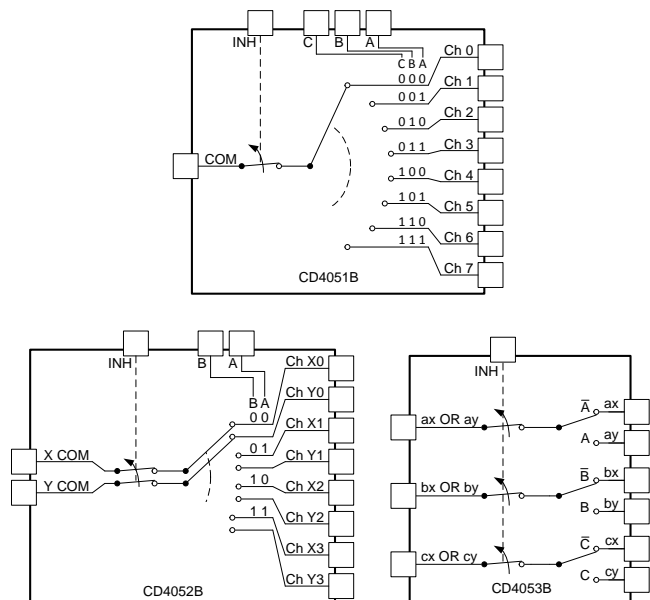 INH C B A
C B A
Ch 0
0 0 0
Ch 1
0 0 1
Ch 2
0 1 0
Ch 3
0 1 1
COM
Ch 4
1 0 0
Ch 5
1 0 1
Ch 6
1 1 0
Ch 7
1 1 1
CD4051B
INH B A
Ch X0
B A
0 0
Ch Y0
Ch X1
0 1
Ch Y1
X COM
Ch X2
1 0
Y COM
Ch Y2
1 1
Ch X3
Ch Y3
CD4052B
INH
A̅ ax
ax OR ay
A ay
B̅ bx
bx OR by
B by
C̅ cx
cx OR cy
C cy
CD4053B